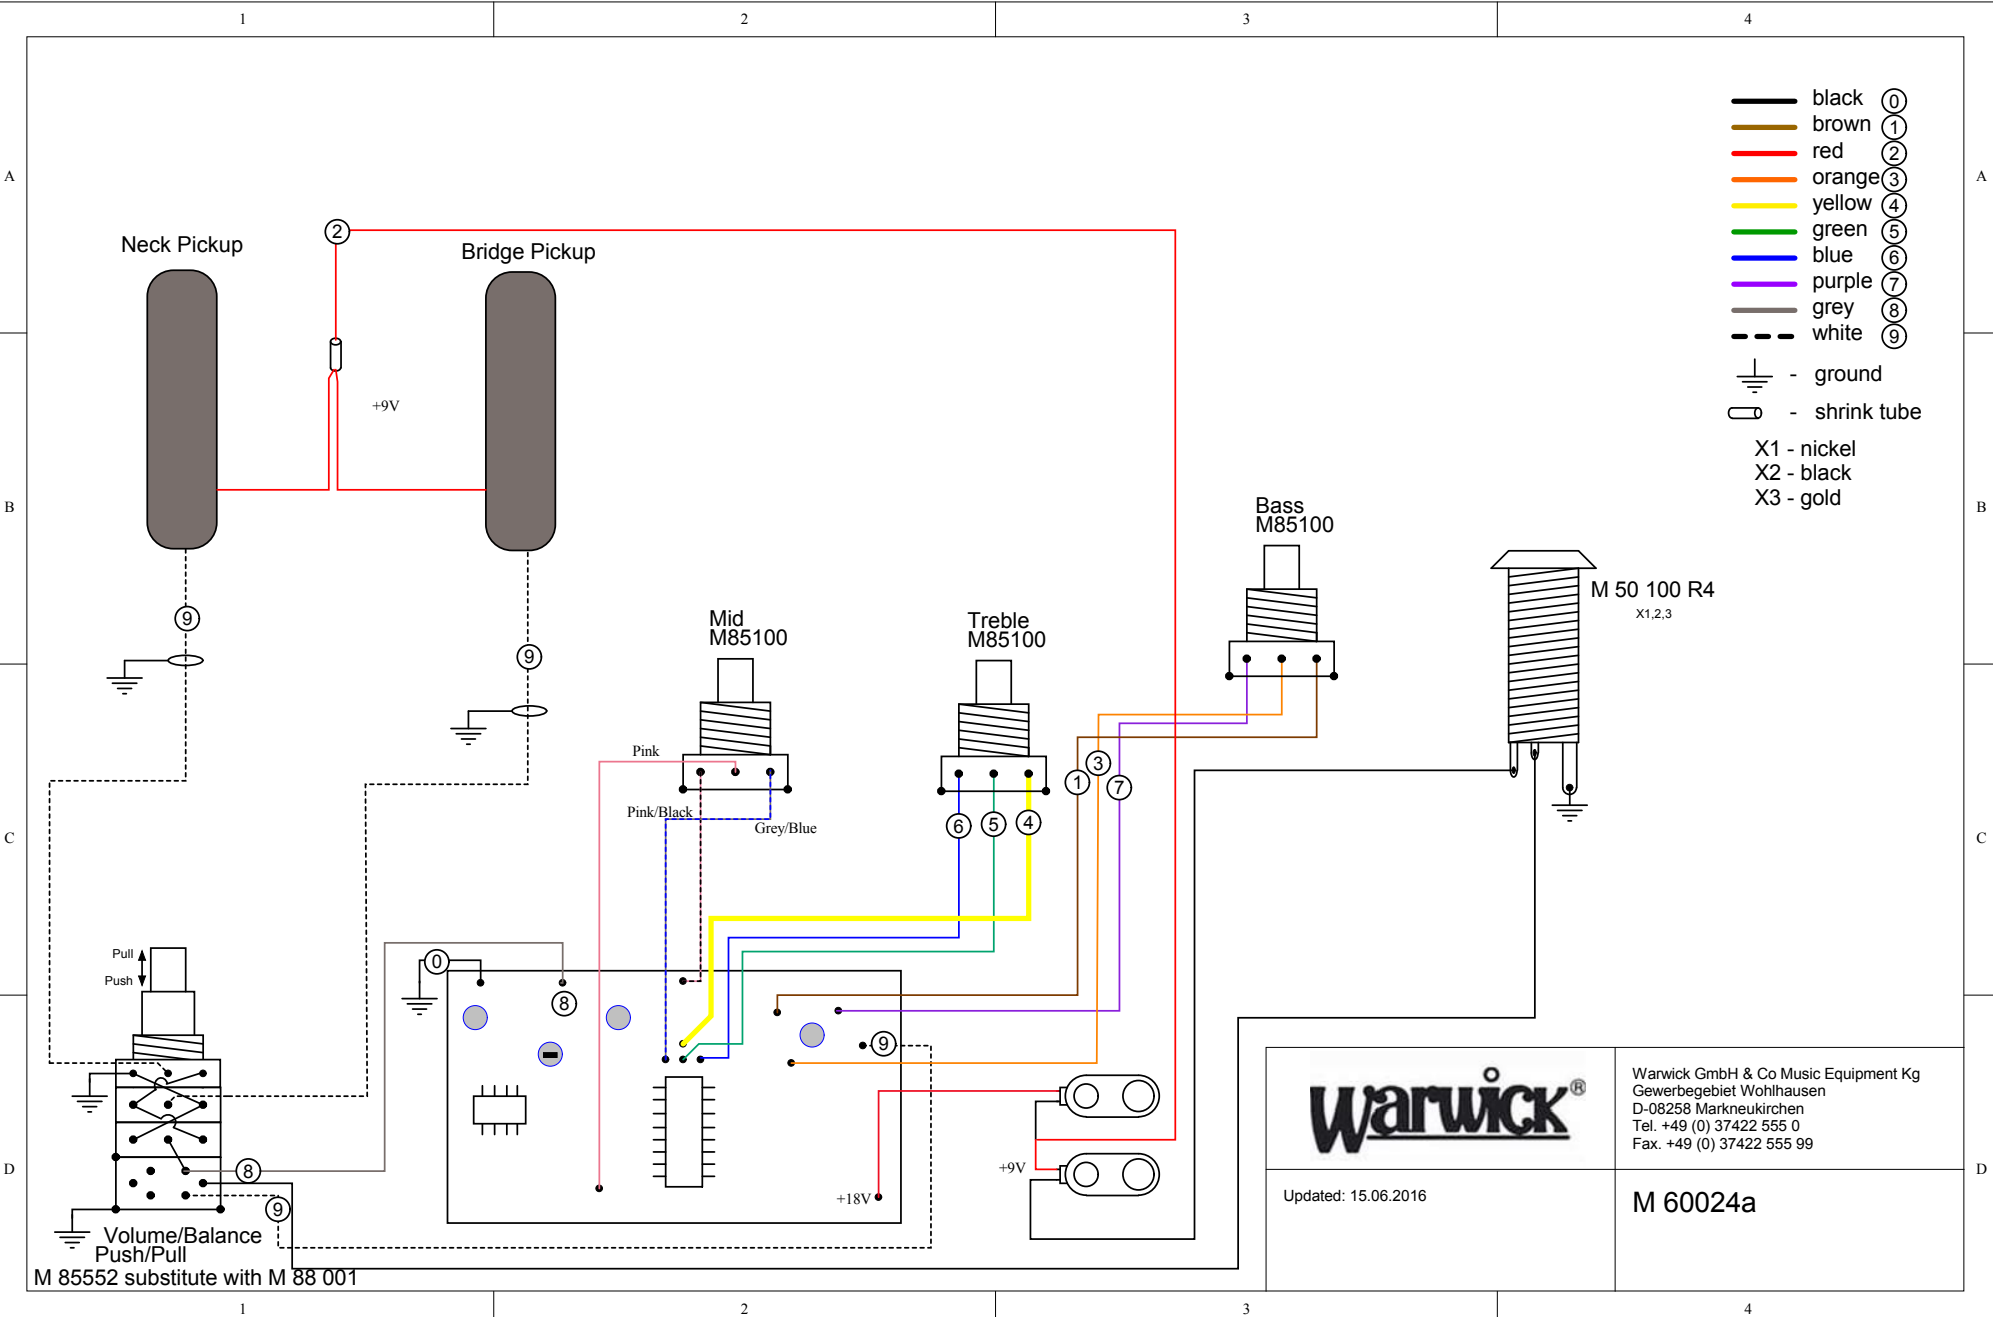 1 2 3 4
black 0
brown 1
red 2
orange 3
yellow 4
green 5
blue 6
purple 7
grey 8
white 9
- ground
- shrink tube
X1 - nickel
X2 - black
X3 - gold
A A
2
Neck Pickup
Bridge Pickup
+9V
B B
Bass
M85100
M 50 100 R4
X1,2,3
9
Mid
M85100
Treble
M85100
9
Pink
3
1
7
Pink/Black
Grey/Blue
6 5 4
C C
Pull
Push
0
8
9
8
+9V
+18V
9
D D
Volume/Balance
Push/Pull
M 85552 substitute with M 88 001
warwick®
Warwick GmbH & Co Music Equipment Kg
Gewerbegebiet Wohlhausen
D-08258 Markneukirchen
Tel. +49 (0) 37422 555 0
Fax. +49 (0) 37422 555 99
Updated: 15.06.2016
M 60024a
1 2 3 4